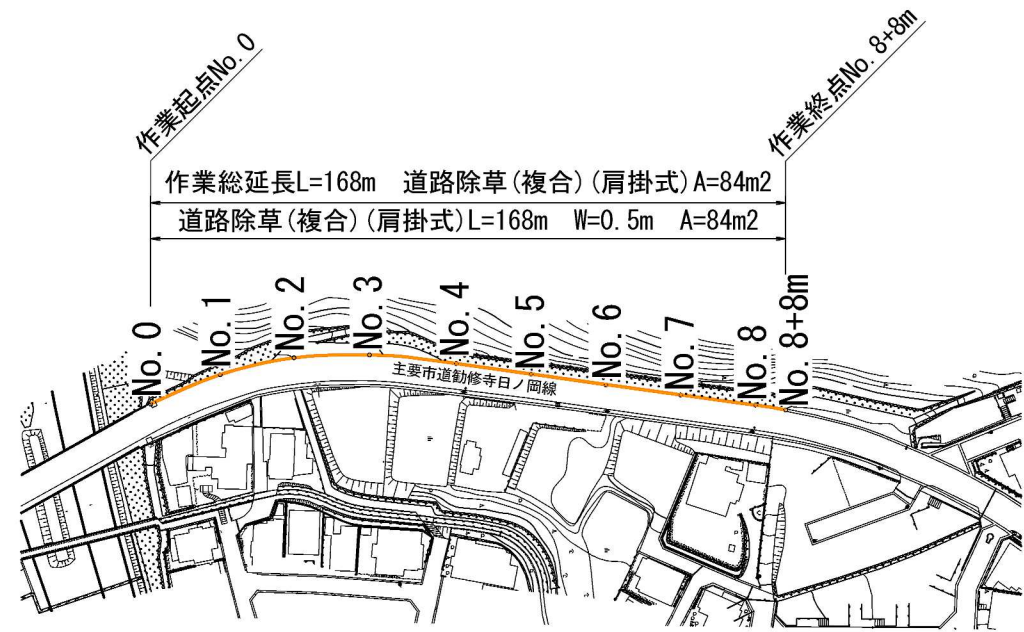 作業起点No. 0
作業終点No. 8+8m
作業総延長L=168m 道路除草(複合)(肩掛式)A=84m2
道路除草(複合)(肩掛式)L=168m W=0.5m A=84m2
No. 0
No. 1
No. 2
No. 3
No. 4
No. 5
No. 6
No. 7
No. 8
No. 8+8m
主要市道勧修寺日ノ岡線